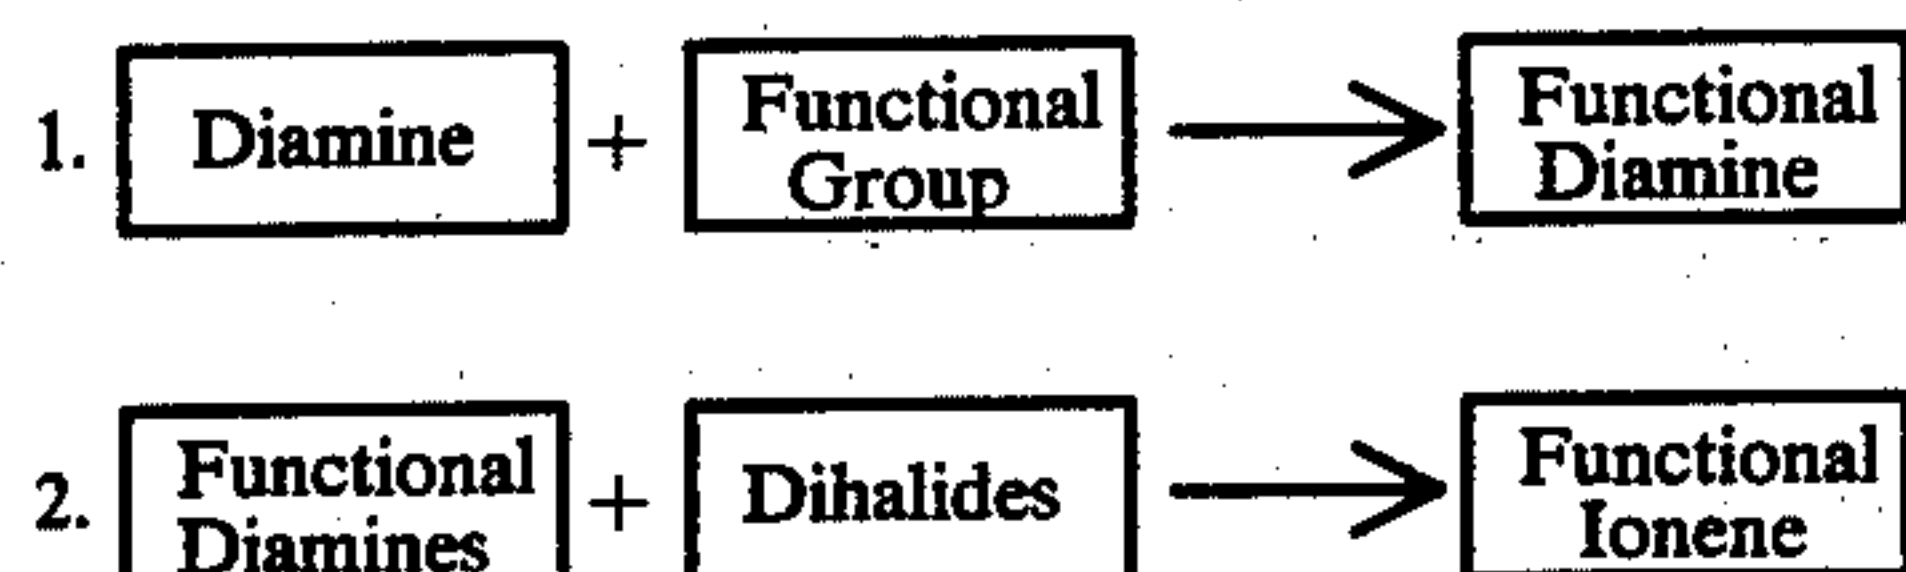 1. Diamine + Functional Group → Functional Diamine
2. Functional Diamines + Dihalides → Functional Ionene